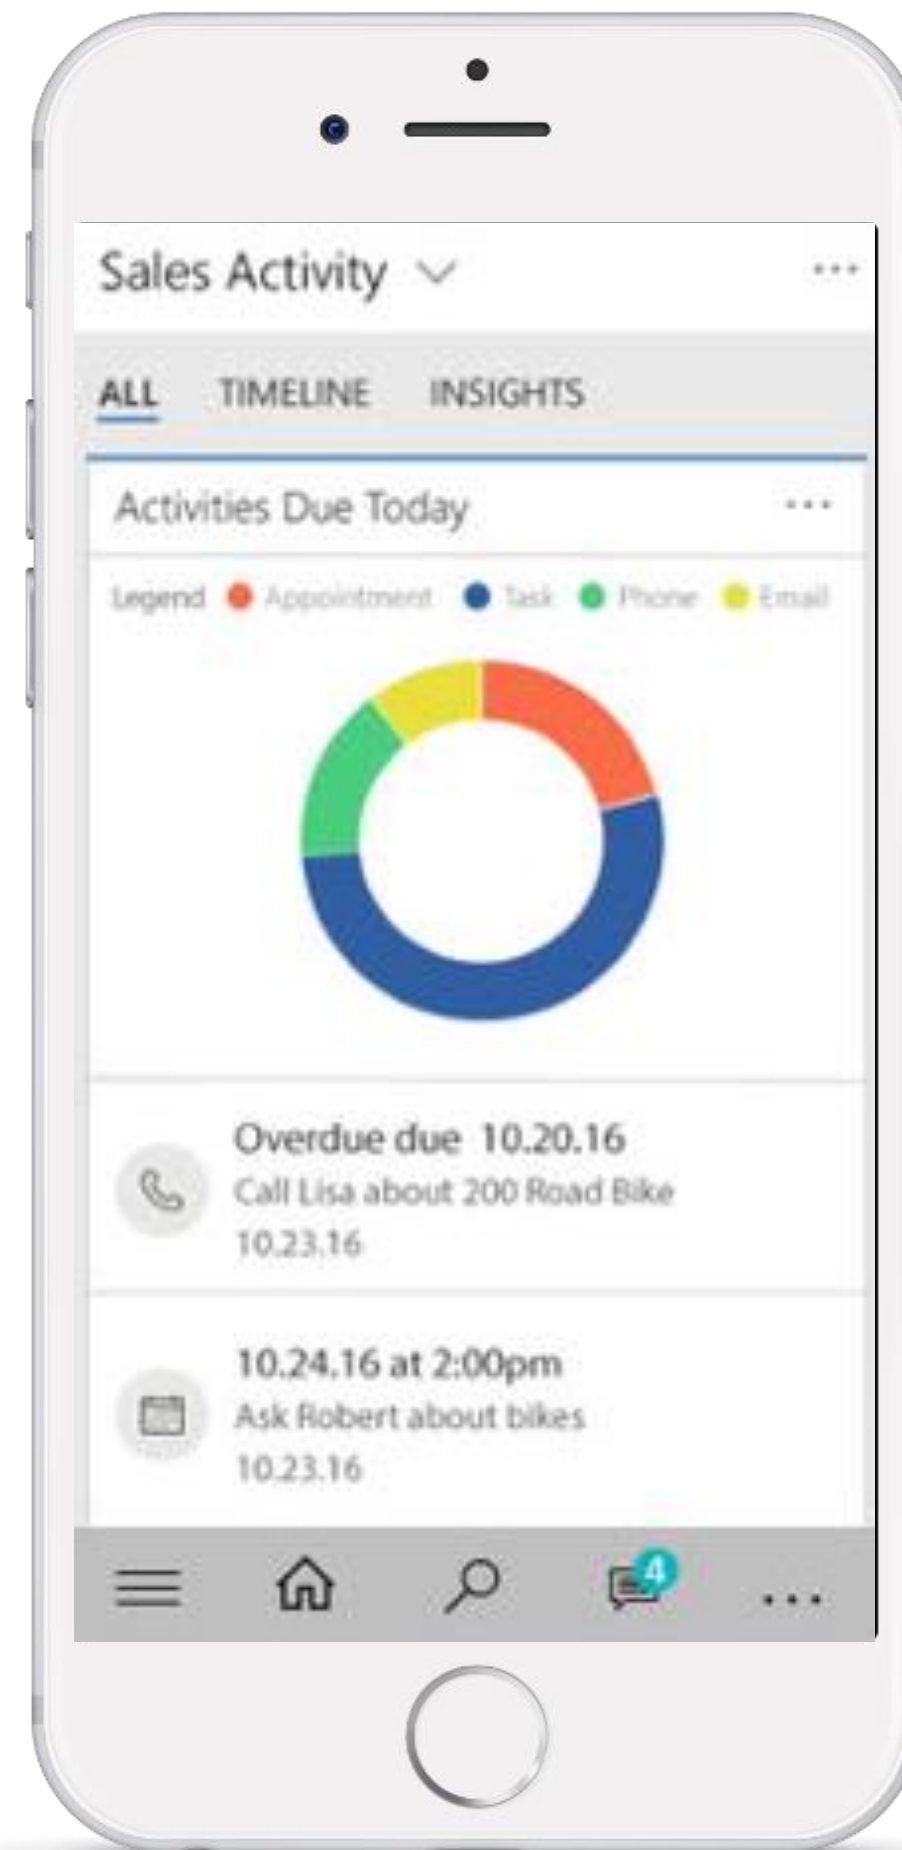 Sales Activity
ALL TIMELINE INSIGHTS
Activities Due Today
Legend Appointment Task Phone Email
Overdue due 10.20.16
Call Lisa about 200 Road Bike
10.23.16
10.24.16 at 2:00pm
Ask Robert about bikes
10.23.16
4